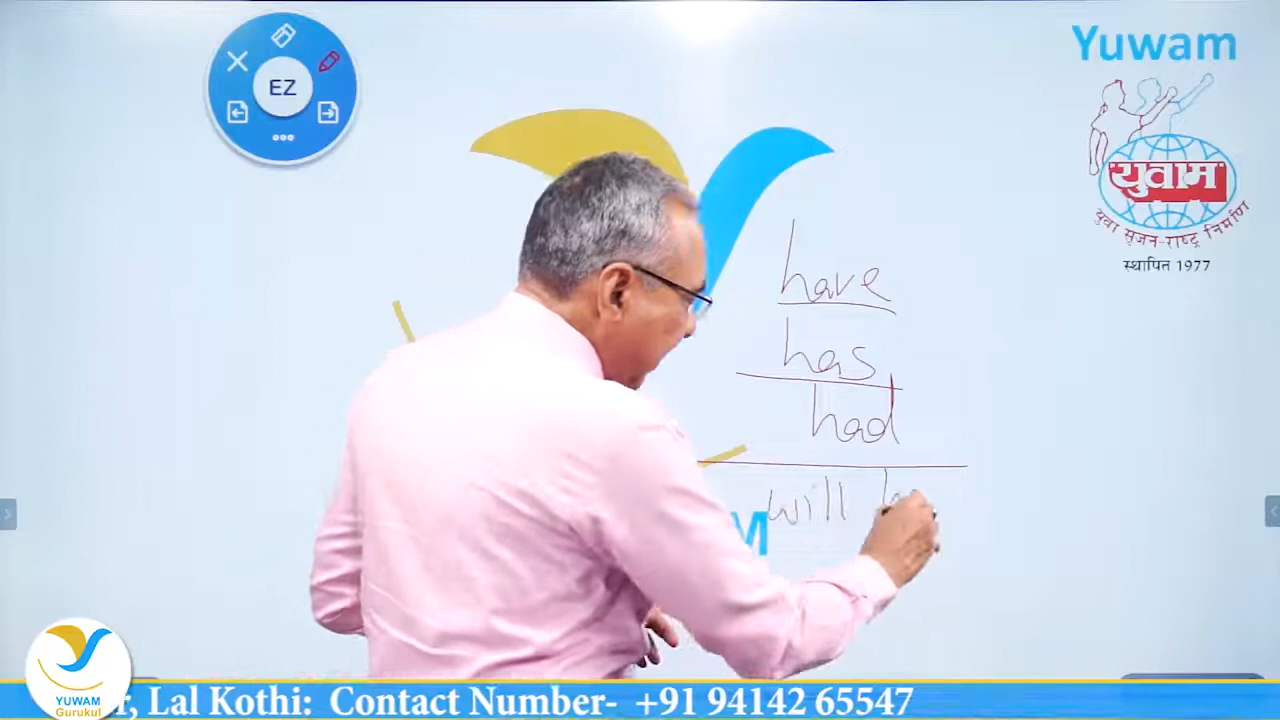 EZ
Yuwam
युवाम
युवा सृजन-राष्ट्र निर्माण
स्थापित 1977
have
has
had
will
M
YUWAM
Gurukul
r, Lal Kothi: Contact Number- +91 94142 65547